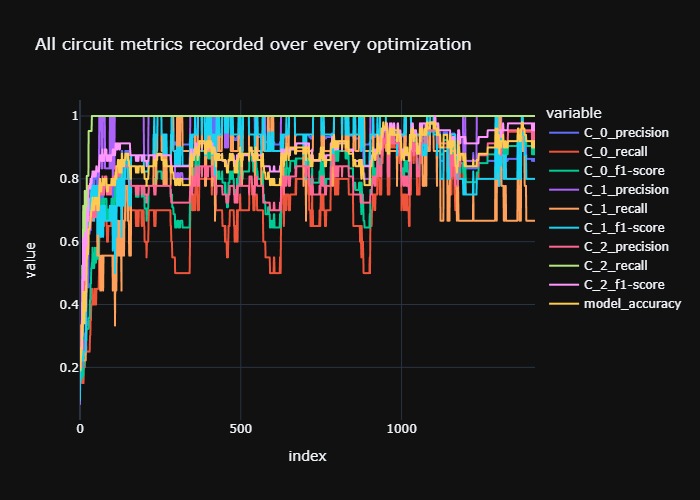 All circuit metrics recorded over every optimization
variable
C_0_precision
C_0_recall
C_0_f1-score
C_1_precision
C_1_recall
C_1_f1-score
C_2_precision
C_2_recall
C_2_f1-score
model_accuracy
value
1
0.8
0.6
0.4
0.2
0
500
1000
index